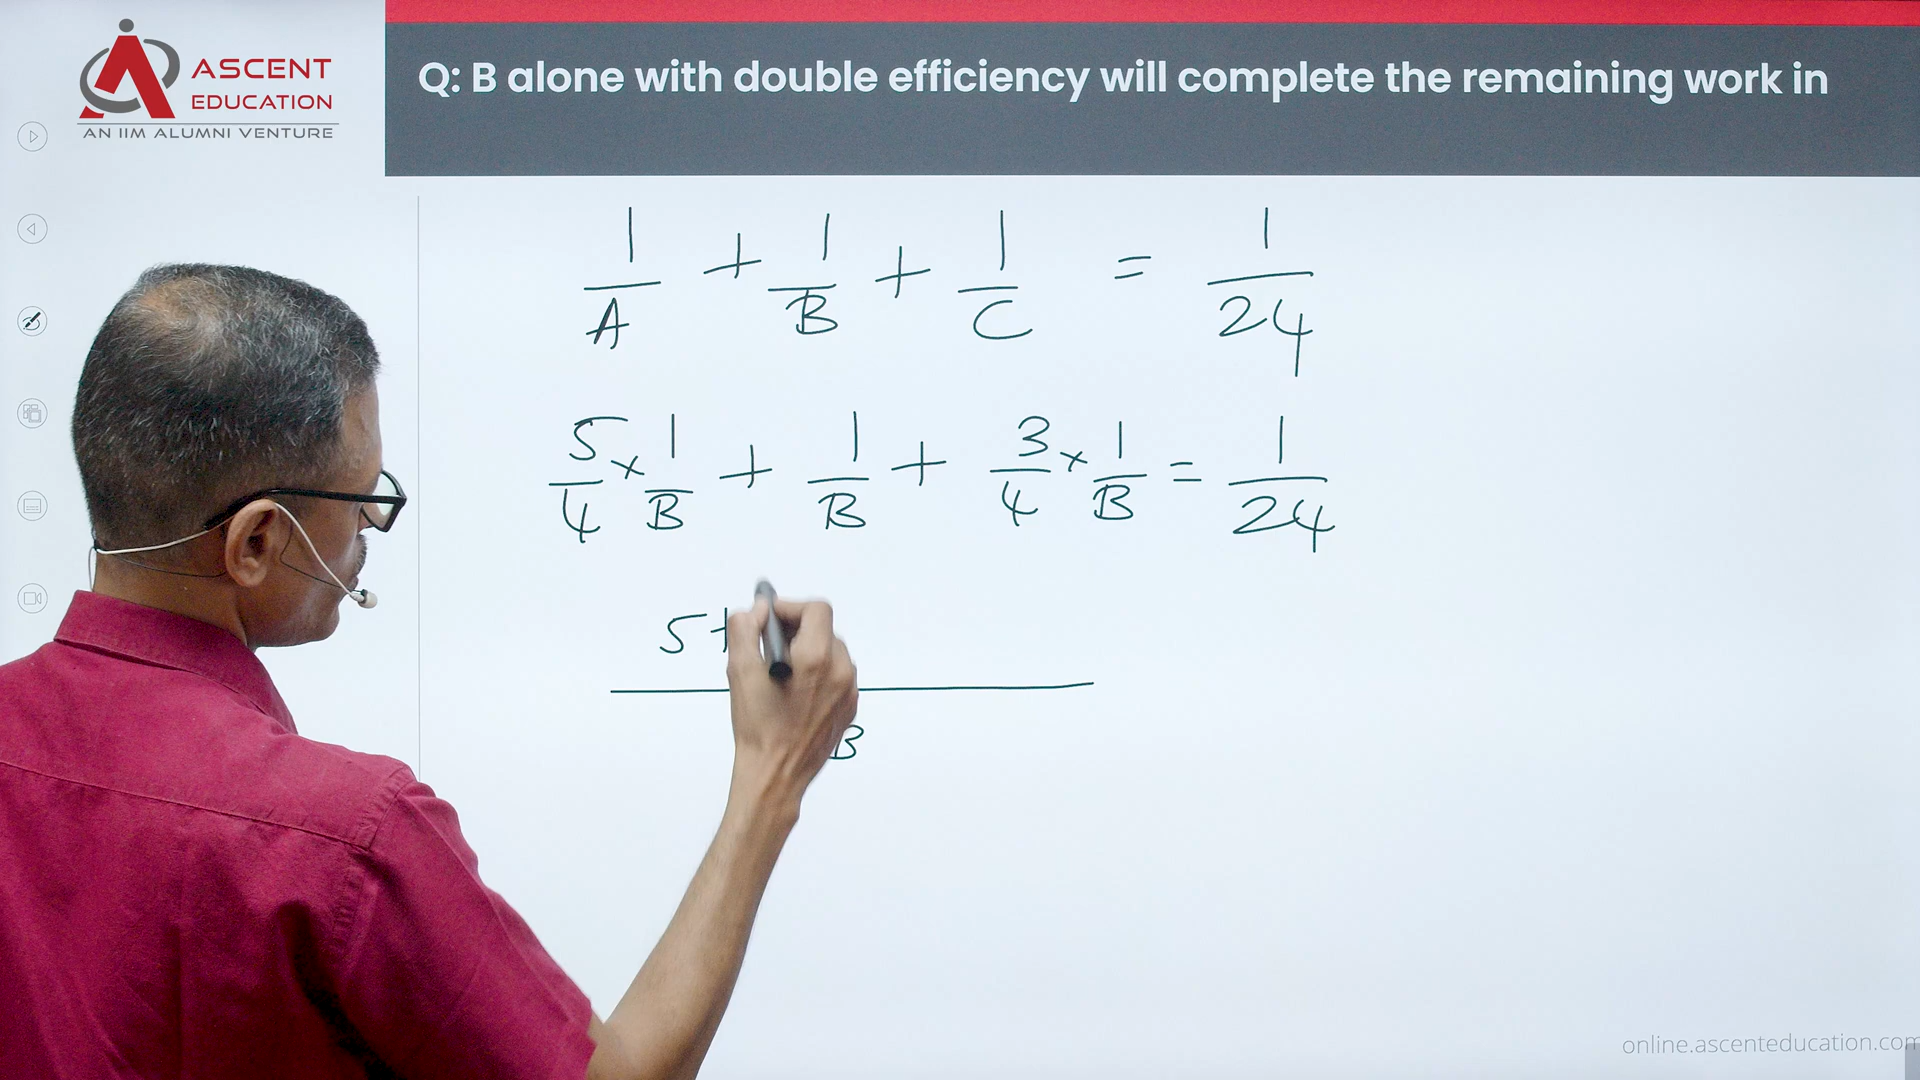 ASCENT
EDUCATION
AN IIM ALUMNI VENTURE
Q: B alone with double efficiency will complete the remaining work in
1/A + 1/B + 1/C = 1/24
5/4 × 1/B + 1/B + 3/4 × 1/B = 1/24
5+
B
online.ascenteducation.com